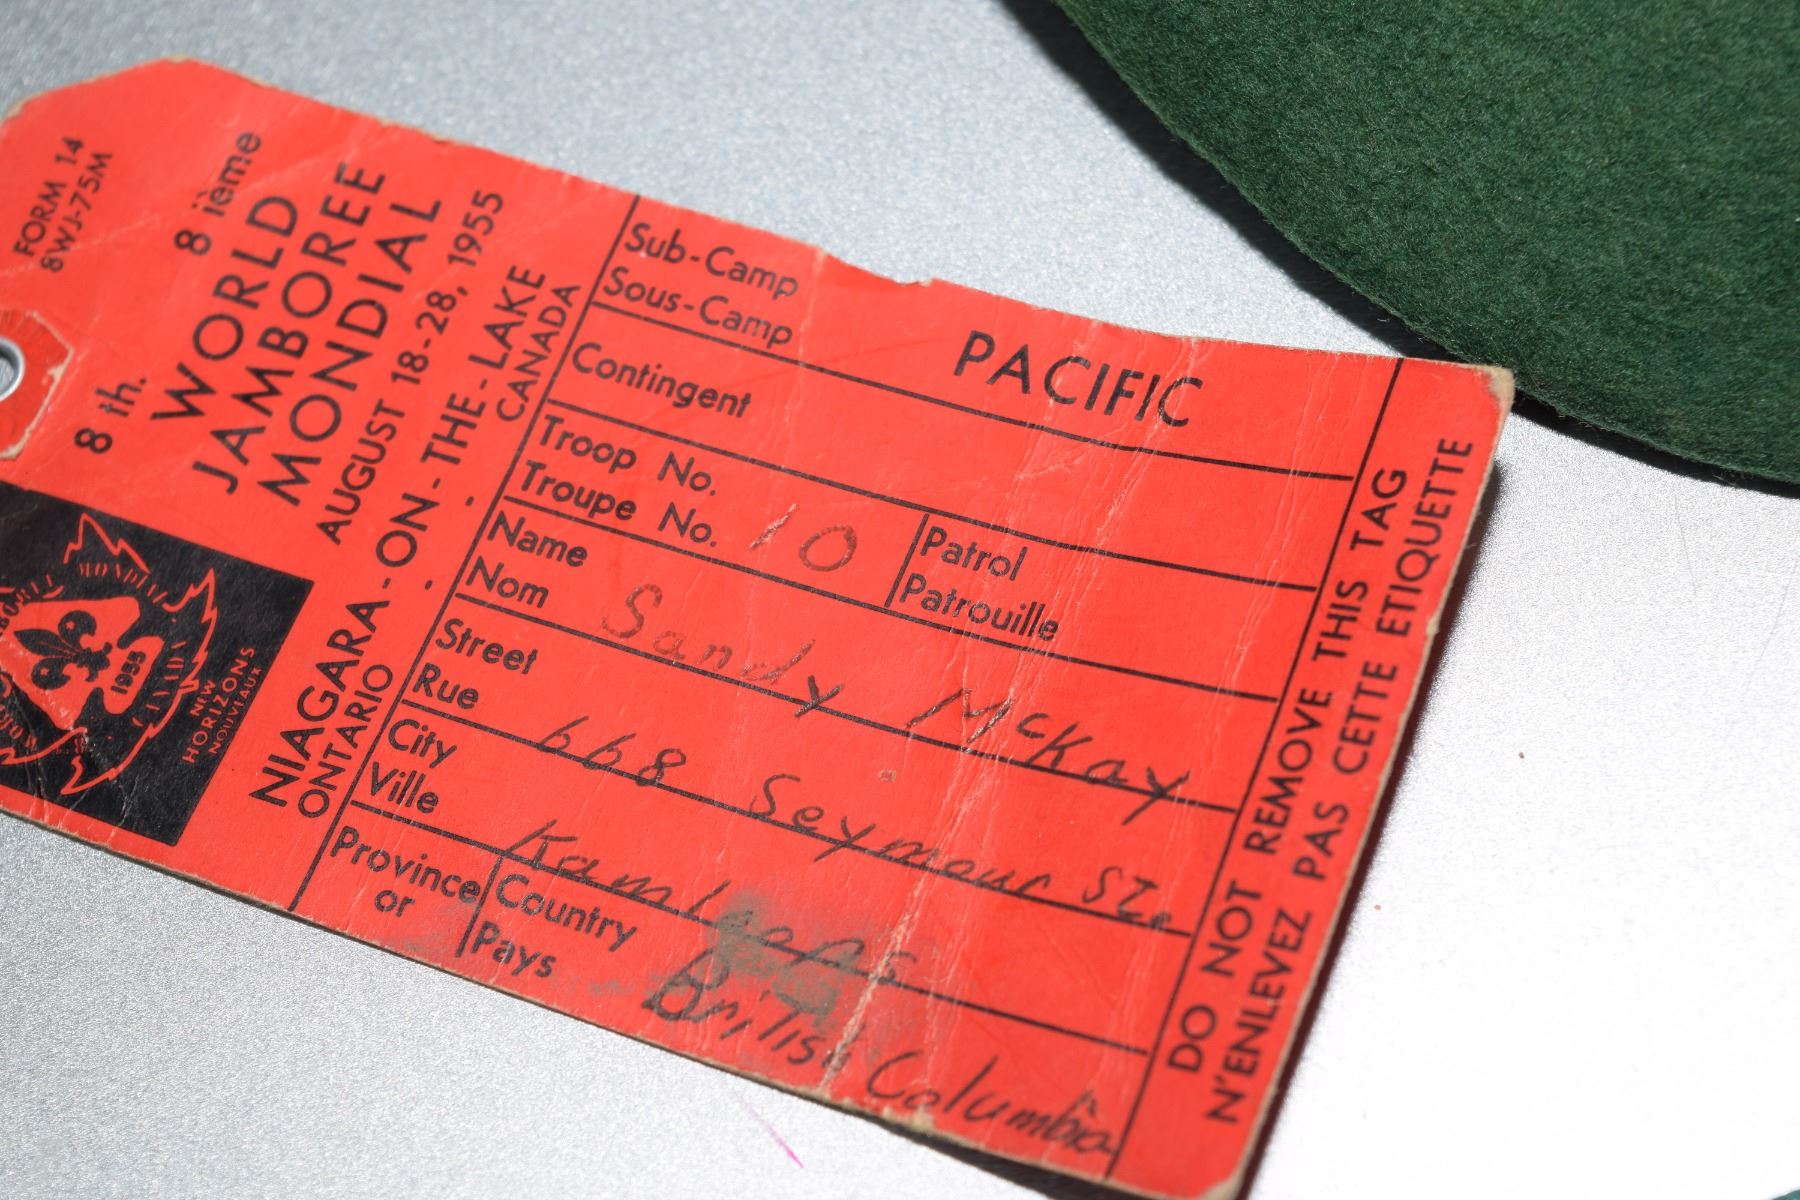 FORM 14
8WJ-75M
8 th. 8 ième
WORLD
JAMBOREE
MONDIAL
AUGUST 18-28, 1955
NIAGARA - ON - THE - LAKE
ONTARIO CANADA
1955
CANADA
NEW
HORIZONS
NOUVEAUX
Sub-Camp
Sous-Camp
PACIFIC
Contingent
Troop No.
Troupe No. 10
Patrol
Patrouille
Name
Nom Sandy McKay
Street
Rue 668 Seymour St.
City
Ville Kamloops
Province
or
Country
Pays
British Columbia
DO NOT REMOVE THIS TAG
N'ENLEVEZ PAS CETTE ETIQUETTE